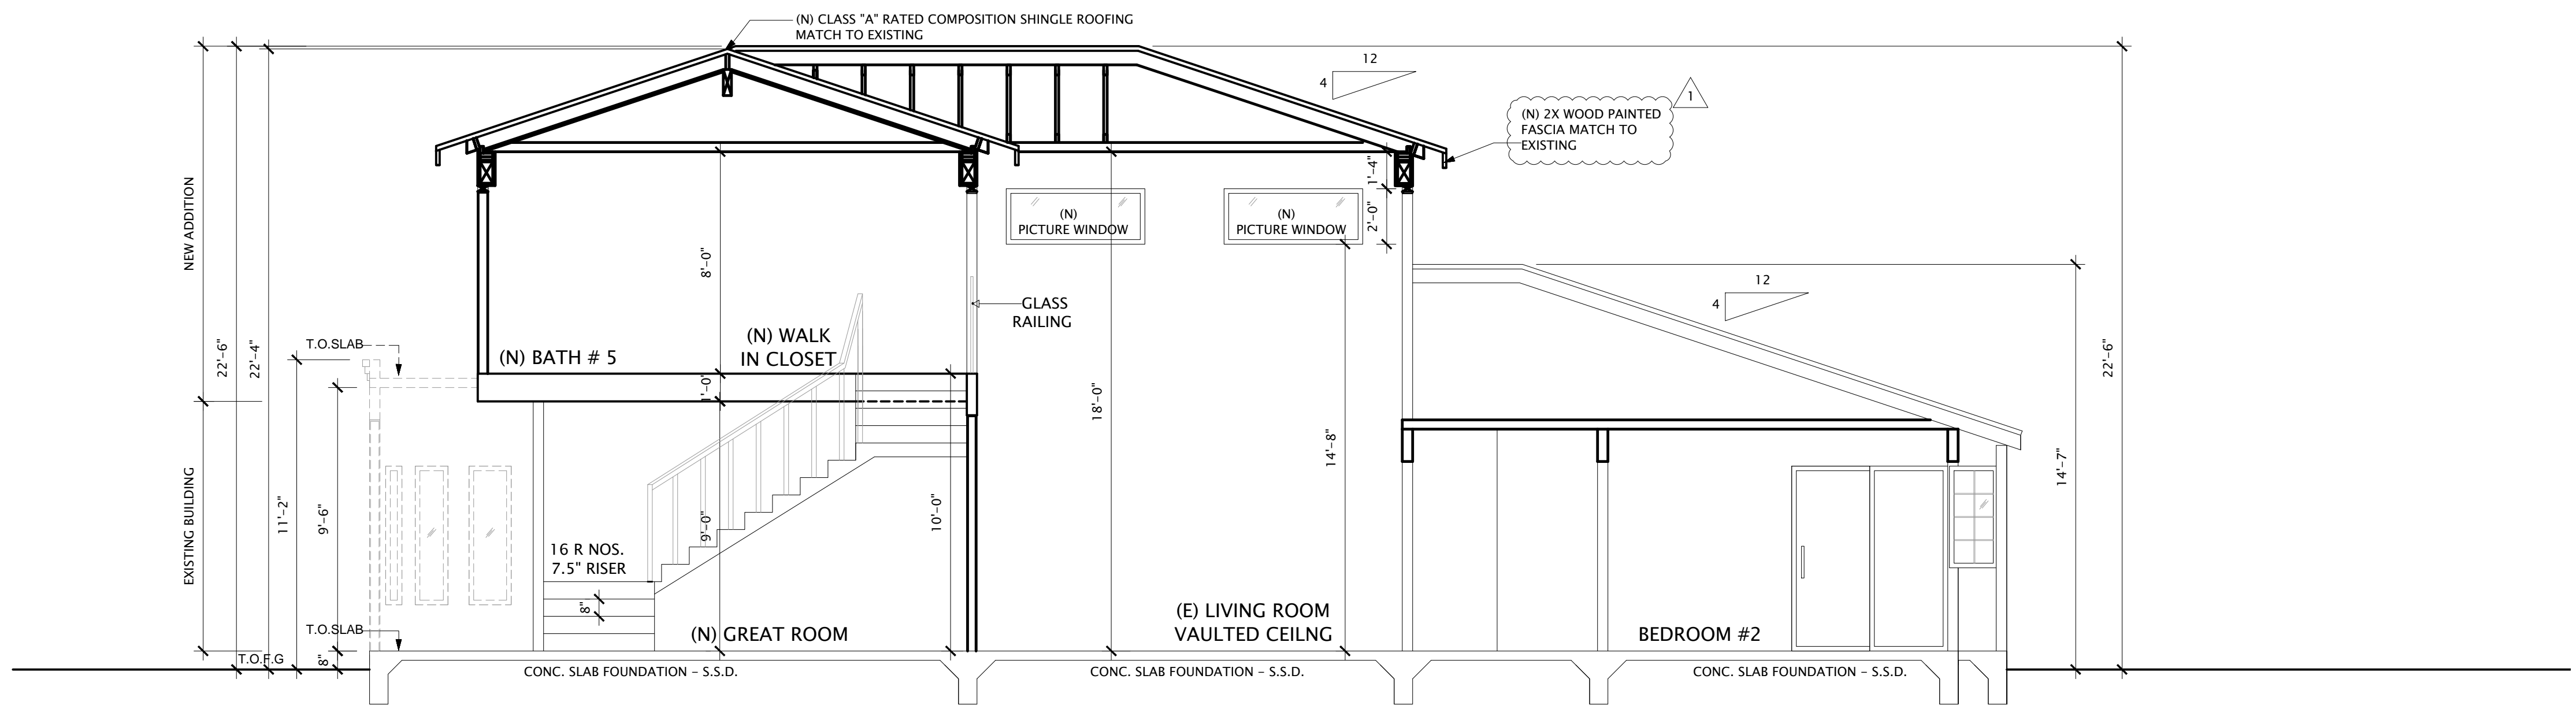 (N) CLASS "A" RATED COMPOSITION SHINGLE ROOFING
MATCH TO EXISTING
12
4
1
(N) 2X WOOD PAINTED
FASCIA MATCH TO
EXISTING
NEW ADDITION
EXISTING BUILDING
22'-6"
22'-4"
11'-2"
9'-6"
8"
T.O.SLAB
T.O.SLAB
T.O.F.G
8'-0"
1'-0"
9'-0"
10'-0"
18'-0"
14'-8"
1'-4"
2'-0"
(N)
PICTURE WINDOW
(N)
PICTURE WINDOW
GLASS
RAILING
(N) BATH # 5
(N) WALK
IN CLOSET
12
4
22'-6"
14'-7"
16 R NOS.
7.5" RISER
8"
(N) GREAT ROOM
(E) LIVING ROOM
VAULTED CEILNG
BEDROOM #2
CONC. SLAB FOUNDATION - S.S.D.
CONC. SLAB FOUNDATION - S.S.D.
CONC. SLAB FOUNDATION - S.S.D.